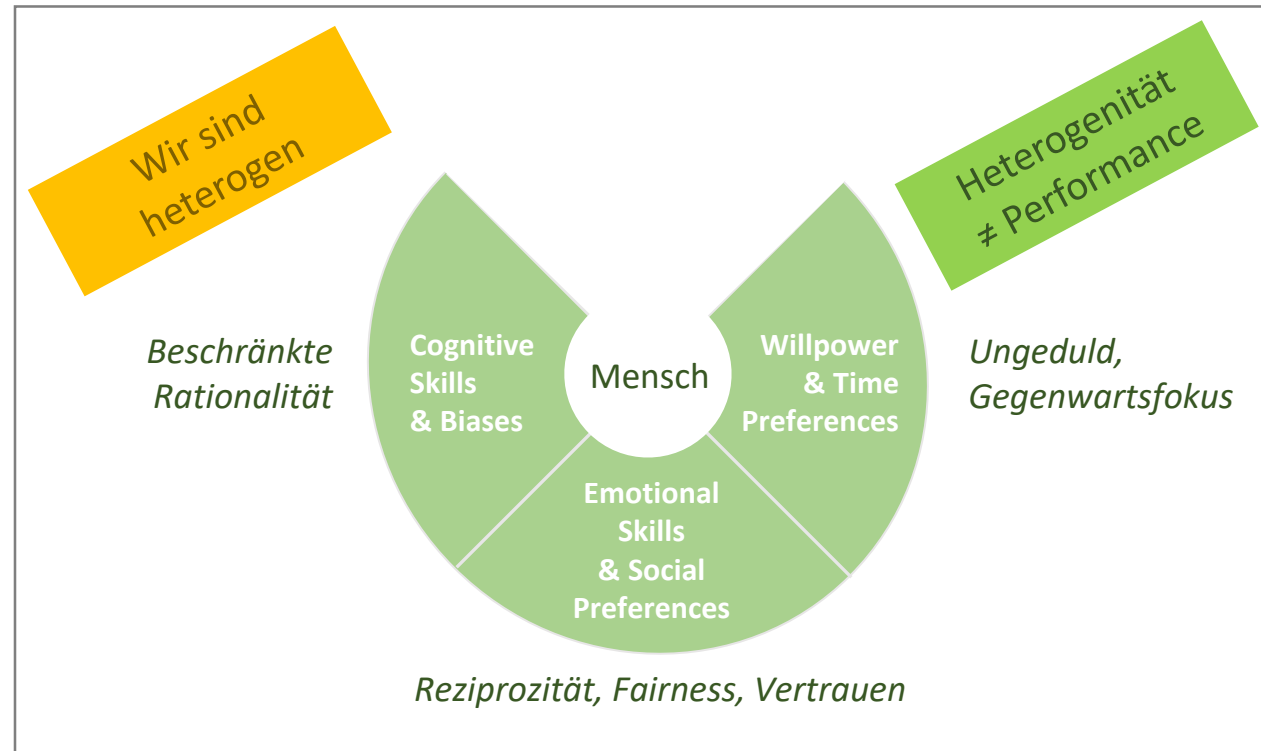 Wir sind
heterogen
Heterogenität
≠ Performance
Beschränkte
Rationalität
Cognitive
Skills
& Biases
Mensch
Willpower
& Time
Preferences
Ungeduld,
Gegenwartsfokus
Emotional
Skills
& Social
Preferences
Reziprozität, Fairness, Vertrauen